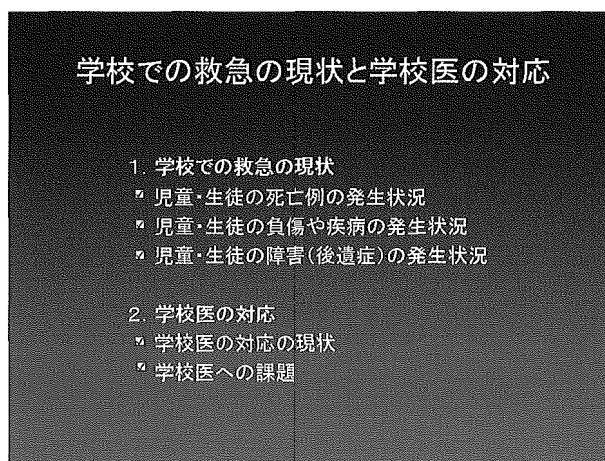 学校での救急の現状と学校医の対応
1. 学校での救急の現状
児童・生徒の死亡例の発生状況
児童・生徒の負傷や疾病の発生状況
児童・生徒の障害(後遺症)の発生状況
2. 学校医の対応
学校医の対応の現状
学校医への課題